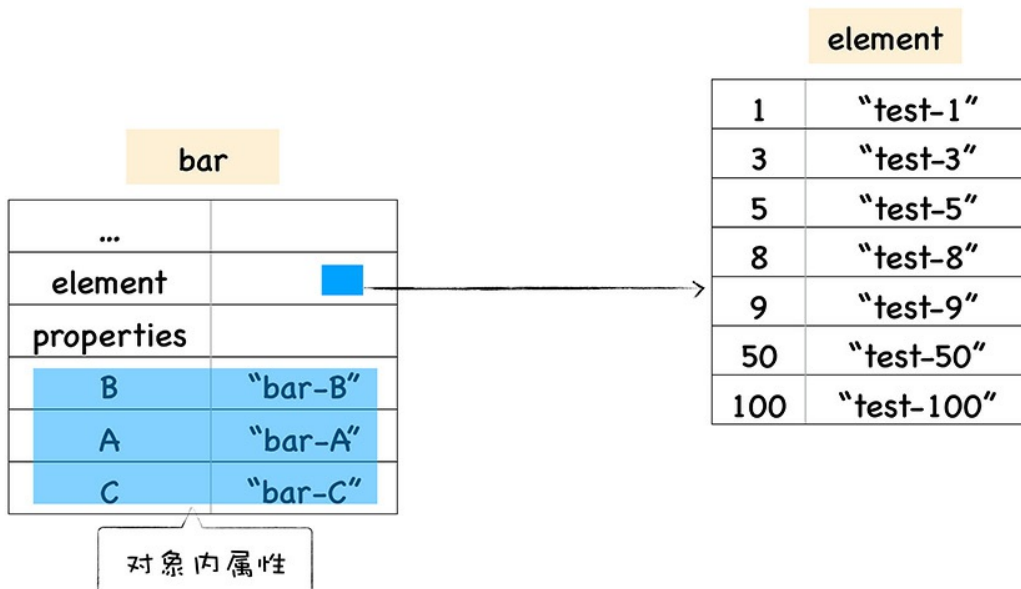 element
1 "test-1"
3 "test-3"
5 "test-5"
8 "test-8"
9 "test-9"
50 "test-50"
100 "test-100"
bar
...
element
properties
B "bar-B"
A "bar-A"
C "bar-C"
对象内属性